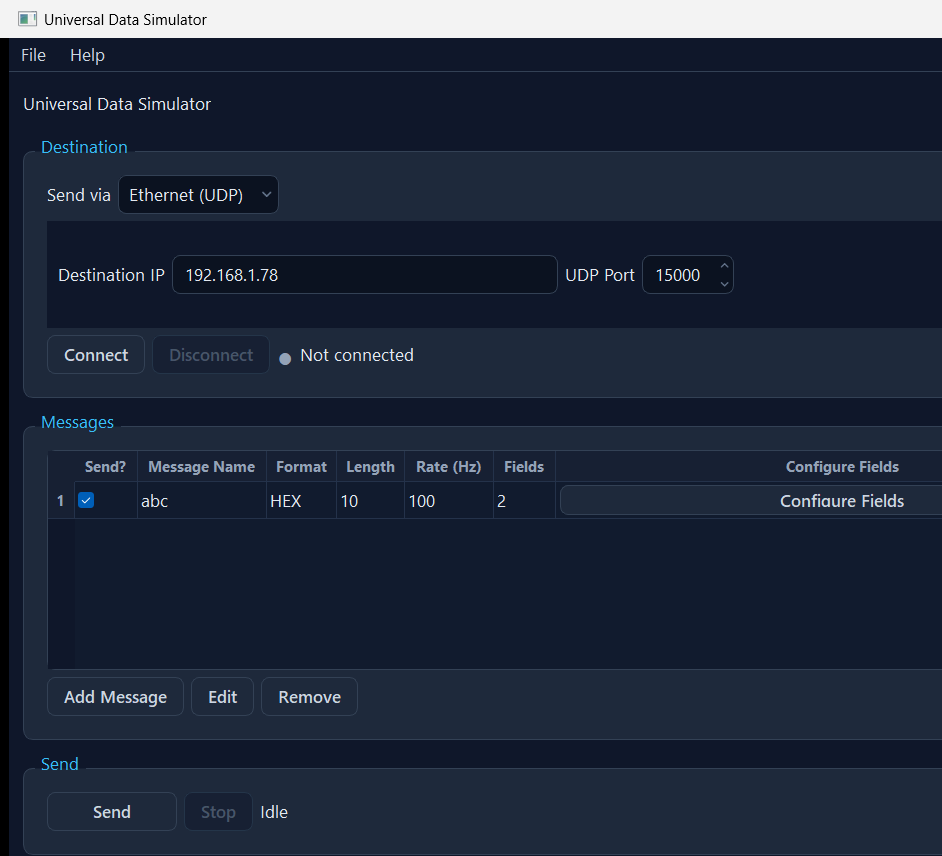 Universal Data Simulator
File Help
Universal Data Simulator
Destination
Send via Ethernet (UDP)
Destination IP 192.168.1.78 UDP Port 15000
Connect Disconnect Not connected
Messages
Send? Message Name Format Length Rate (Hz) Fields Configure Fields
1 abc HEX 10 100 2 Configure Fields
Add Message Edit Remove
Send
Send Stop Idle